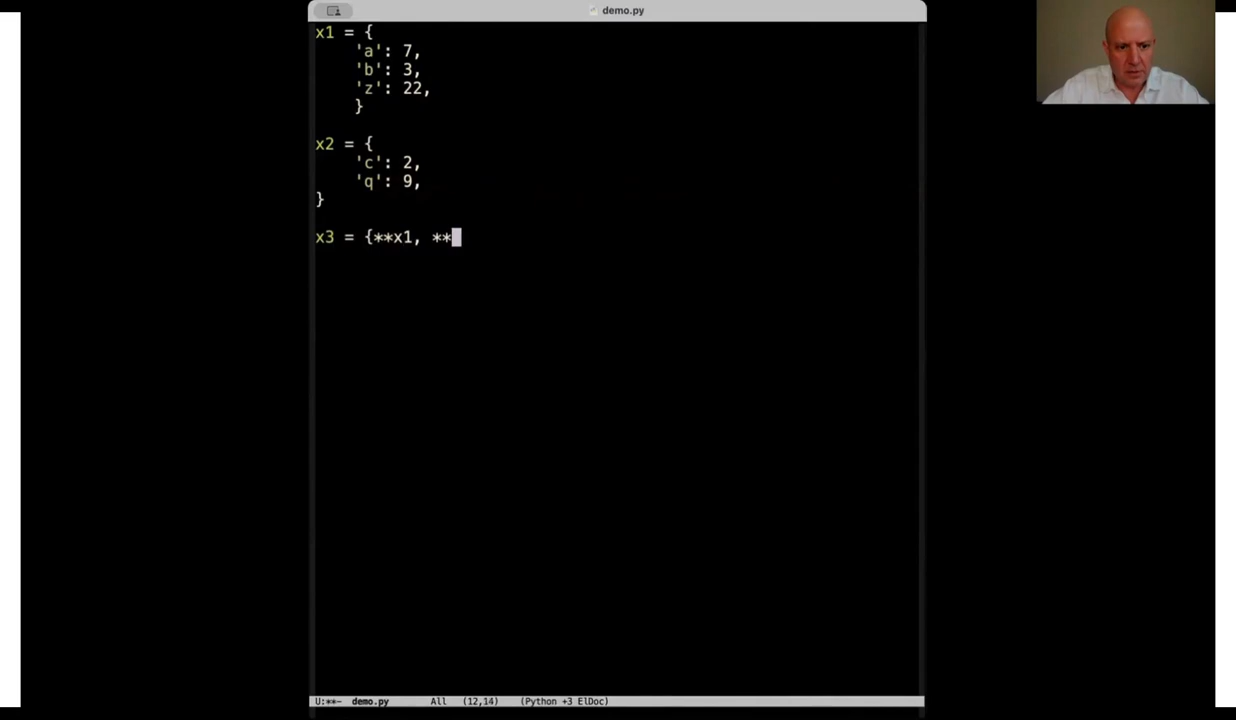 demo.py
x1 = {
'a': 7,
'b': 3,
'z': 22,
}
x2 = {
'c': 2,
'q': 9,
}
x3 = {**x1, **
U:**- demo.py All (12,14) (Python +3 ElDoc)